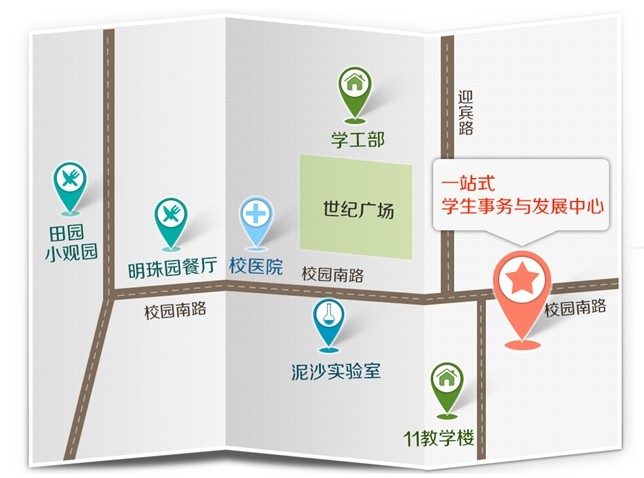 学工部
迎宾路
一站式
学生事务与发展中心
世纪广场
田园
小观园
明珠园餐厅
校医院
校园南路
校园南路
校园南路
泥沙实验室
11教学楼